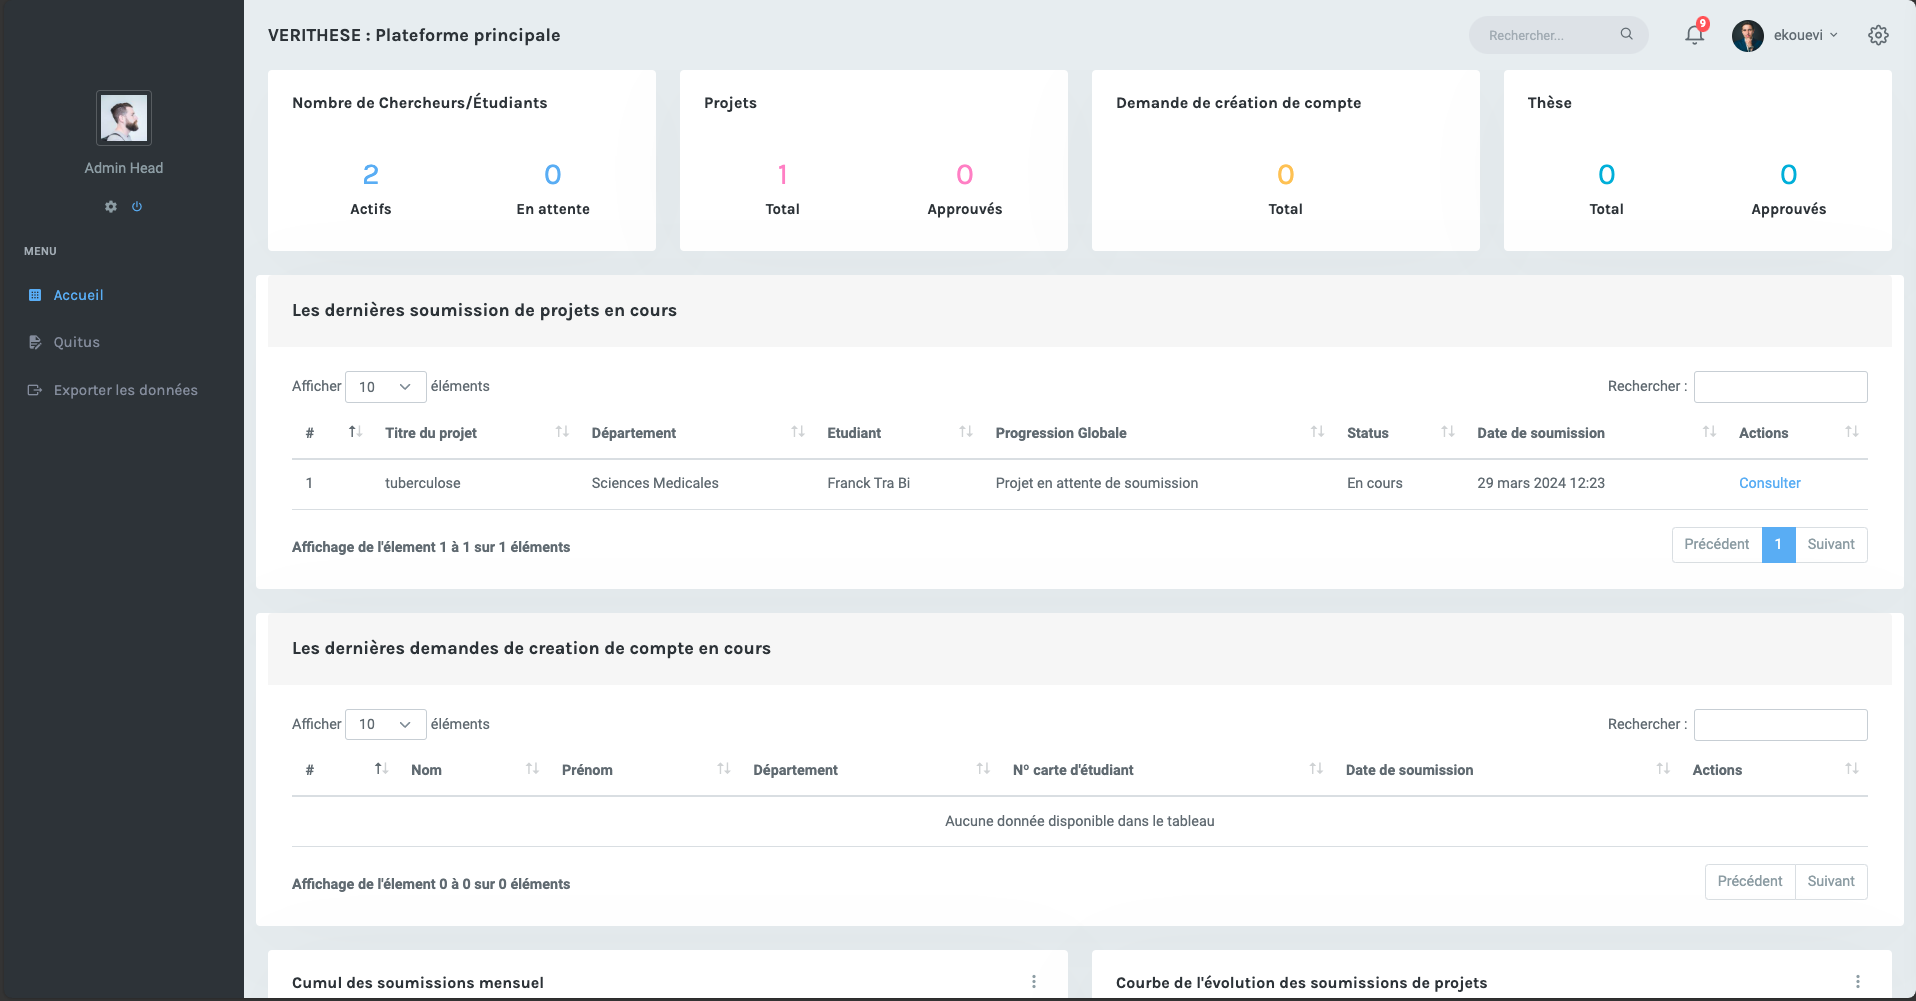 VERITHESE : Plateforme principale
Rechercher...
9
ekouevi
Admin Head
MENU
Accueil
Quitus
Exporter les données
Nombre de Chercheurs/Étudiants
2 0
Actifs En attente
Projets
1 0
Total Approuvés
Demande de création de compte
0
Total
Thèse
0 0
Total Approuvés
Les dernières soumission de projets en cours
Afficher 10 éléments Rechercher :
# Titre du projet Département Etudiant Progression Globale Status Date de soumission Actions
1 tuberculose Sciences Medicales Franck Tra Bi Projet en attente de soumission En cours 29 mars 2024 12:23 Consulter
Affichage de l'élement 1 à 1 sur 1 éléments Précédent 1 Suivant
Les dernières demandes de creation de compte en cours
Afficher 10 éléments Rechercher :
# Nom Prénom Département N° carte d'étudiant Date de soumission Actions
Aucune donnée disponible dans le tableau
Affichage de l'élement 0 à 0 sur 0 éléments Précédent Suivant
Cumul des soumissions mensuel
Courbe de l'évolution des soumissions de projets